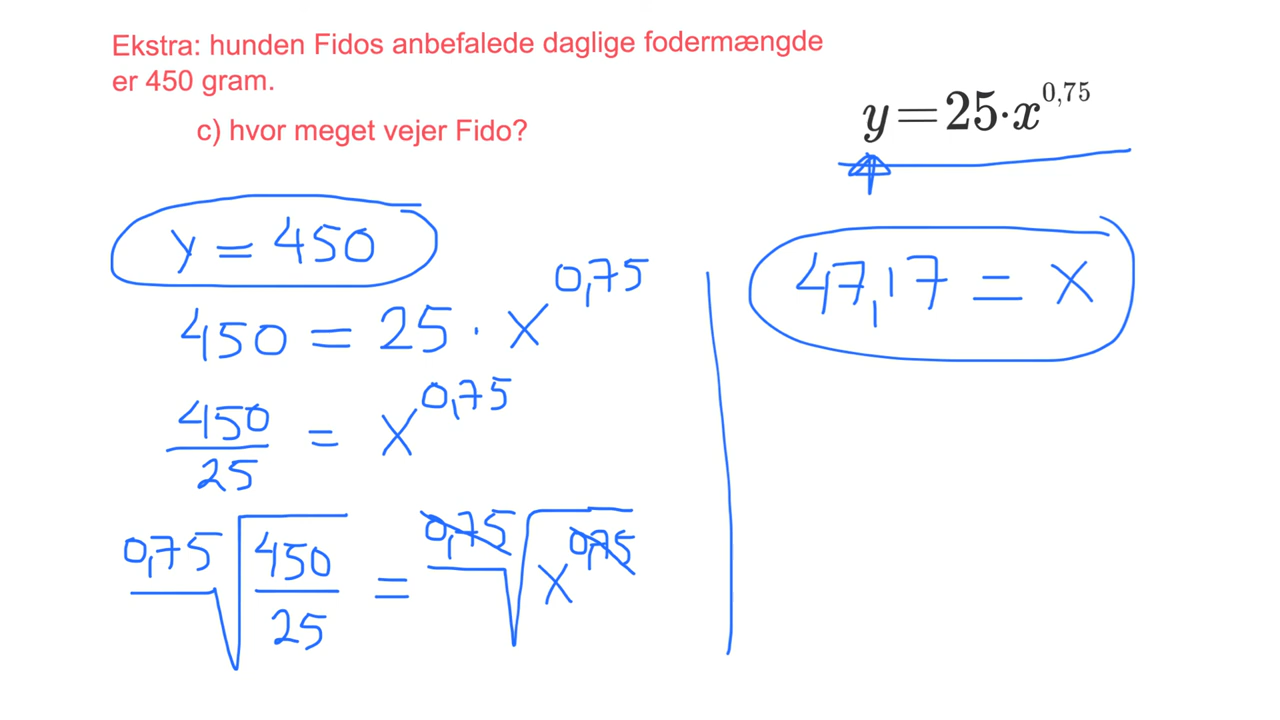 Ekstra: hunden Fidos anbefalede daglige fodermængde
er 450 gram.
c) hvor meget vejer Fido?
y=25·x^0,75
y = 450
450 = 25 · x^0,75
450/25 = x^0,75
0,75√(450/25) = 0,75√(x^0,75)
47,17 = x